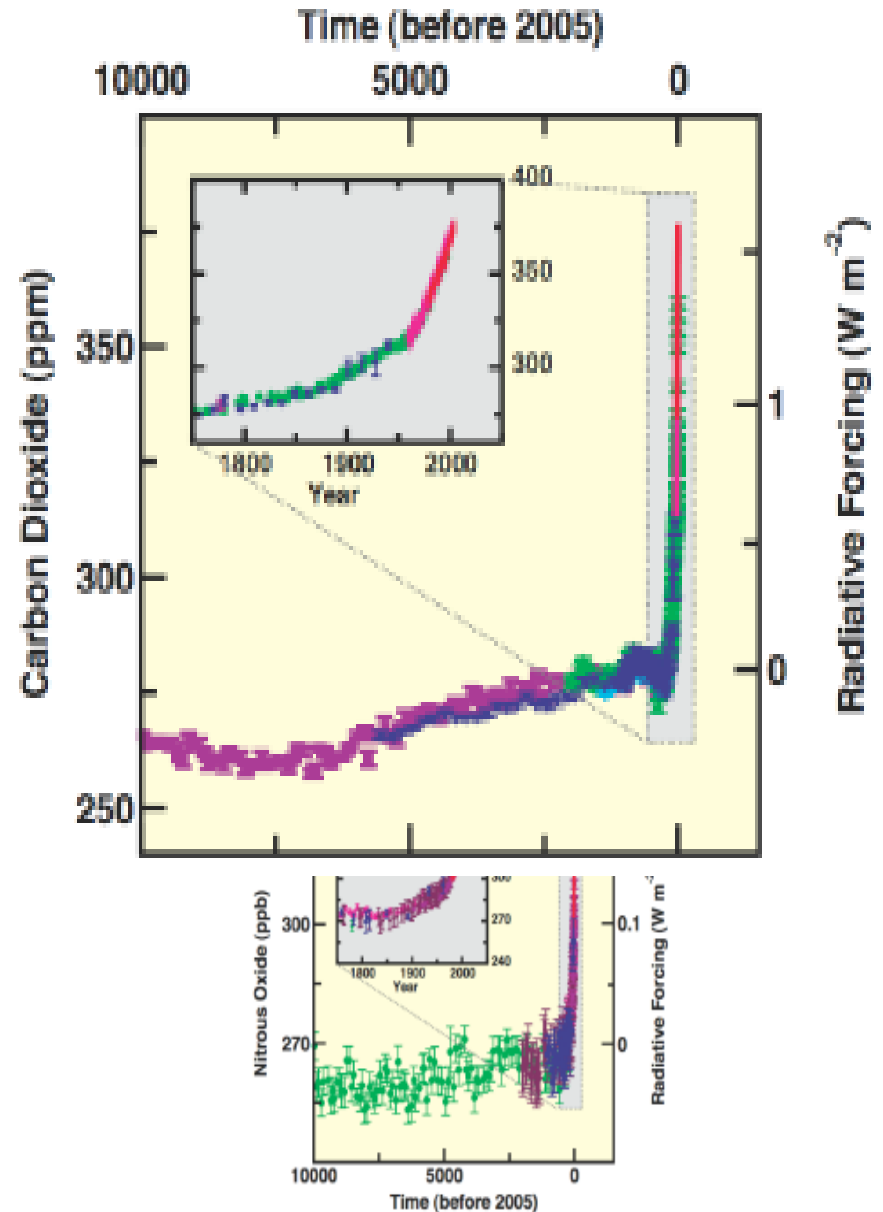 Time (before 2005)
10000 5000 0
400
350
300
1800 1900 2000
Year
Carbon Dioxide (ppm)
350
300
250
1
0
Radiative Forcing (W m-2)
300
270
240
1800 1900 2000
Year
Nitrous Oxide (ppb)
300
270
0.1
0
Radiative Forcing (W m-
10000 5000 0
Time (before 2005)